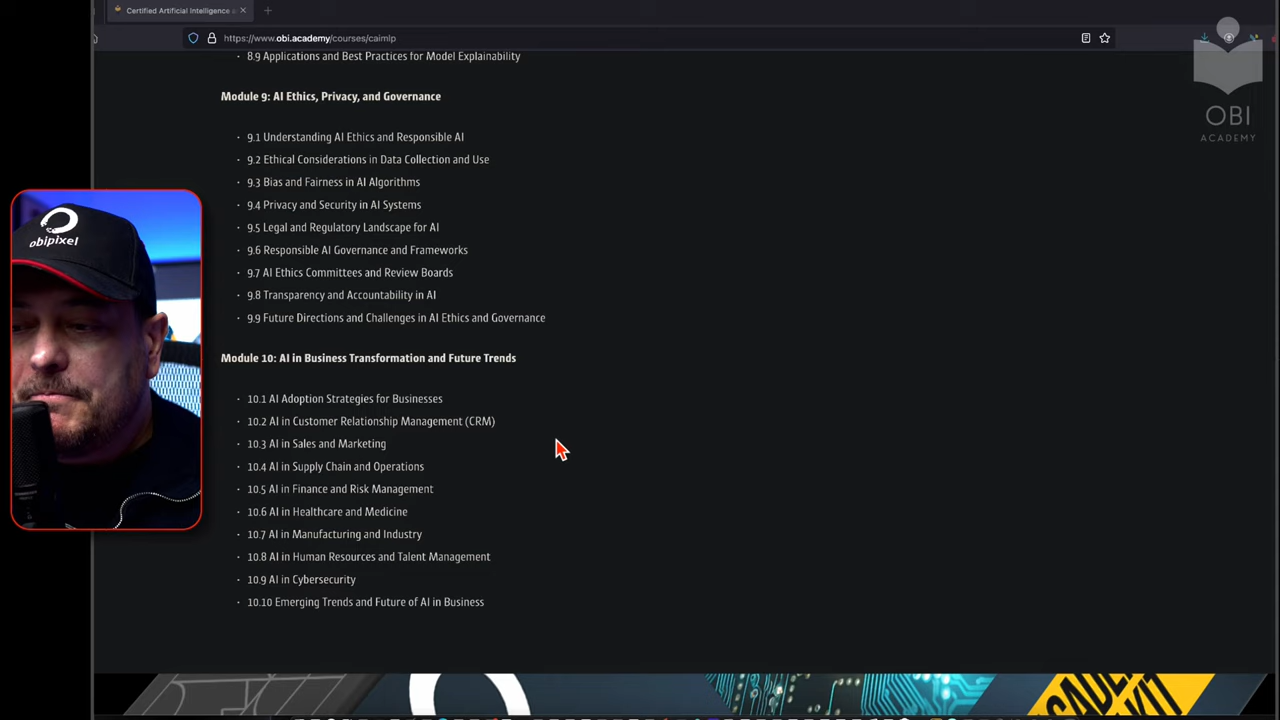 Certified Artificial Intelligence
https://www.obi.academy/courses/caimlp
8.9 Applications and Best Practices for Model Explainability
Module 9: AI Ethics, Privacy, and Governance
9.1 Understanding AI Ethics and Responsible AI
9.2 Ethical Considerations in Data Collection and Use
9.3 Bias and Fairness in AI Algorithms
9.4 Privacy and Security in AI Systems
9.5 Legal and Regulatory Landscape for AI
9.6 Responsible AI Governance and Frameworks
9.7 AI Ethics Committees and Review Boards
9.8 Transparency and Accountability in AI
9.9 Future Directions and Challenges in AI Ethics and Governance
Module 10: AI in Business Transformation and Future Trends
10.1 AI Adoption Strategies for Businesses
10.2 AI in Customer Relationship Management (CRM)
10.3 AI in Sales and Marketing
10.4 AI in Supply Chain and Operations
10.5 AI in Finance and Risk Management
10.6 AI in Healthcare and Medicine
10.7 AI in Manufacturing and Industry
10.8 AI in Human Resources and Talent Management
10.9 AI in Cybersecurity
10.10 Emerging Trends and Future of AI in Business
OBI
ACADEMY
obipixel